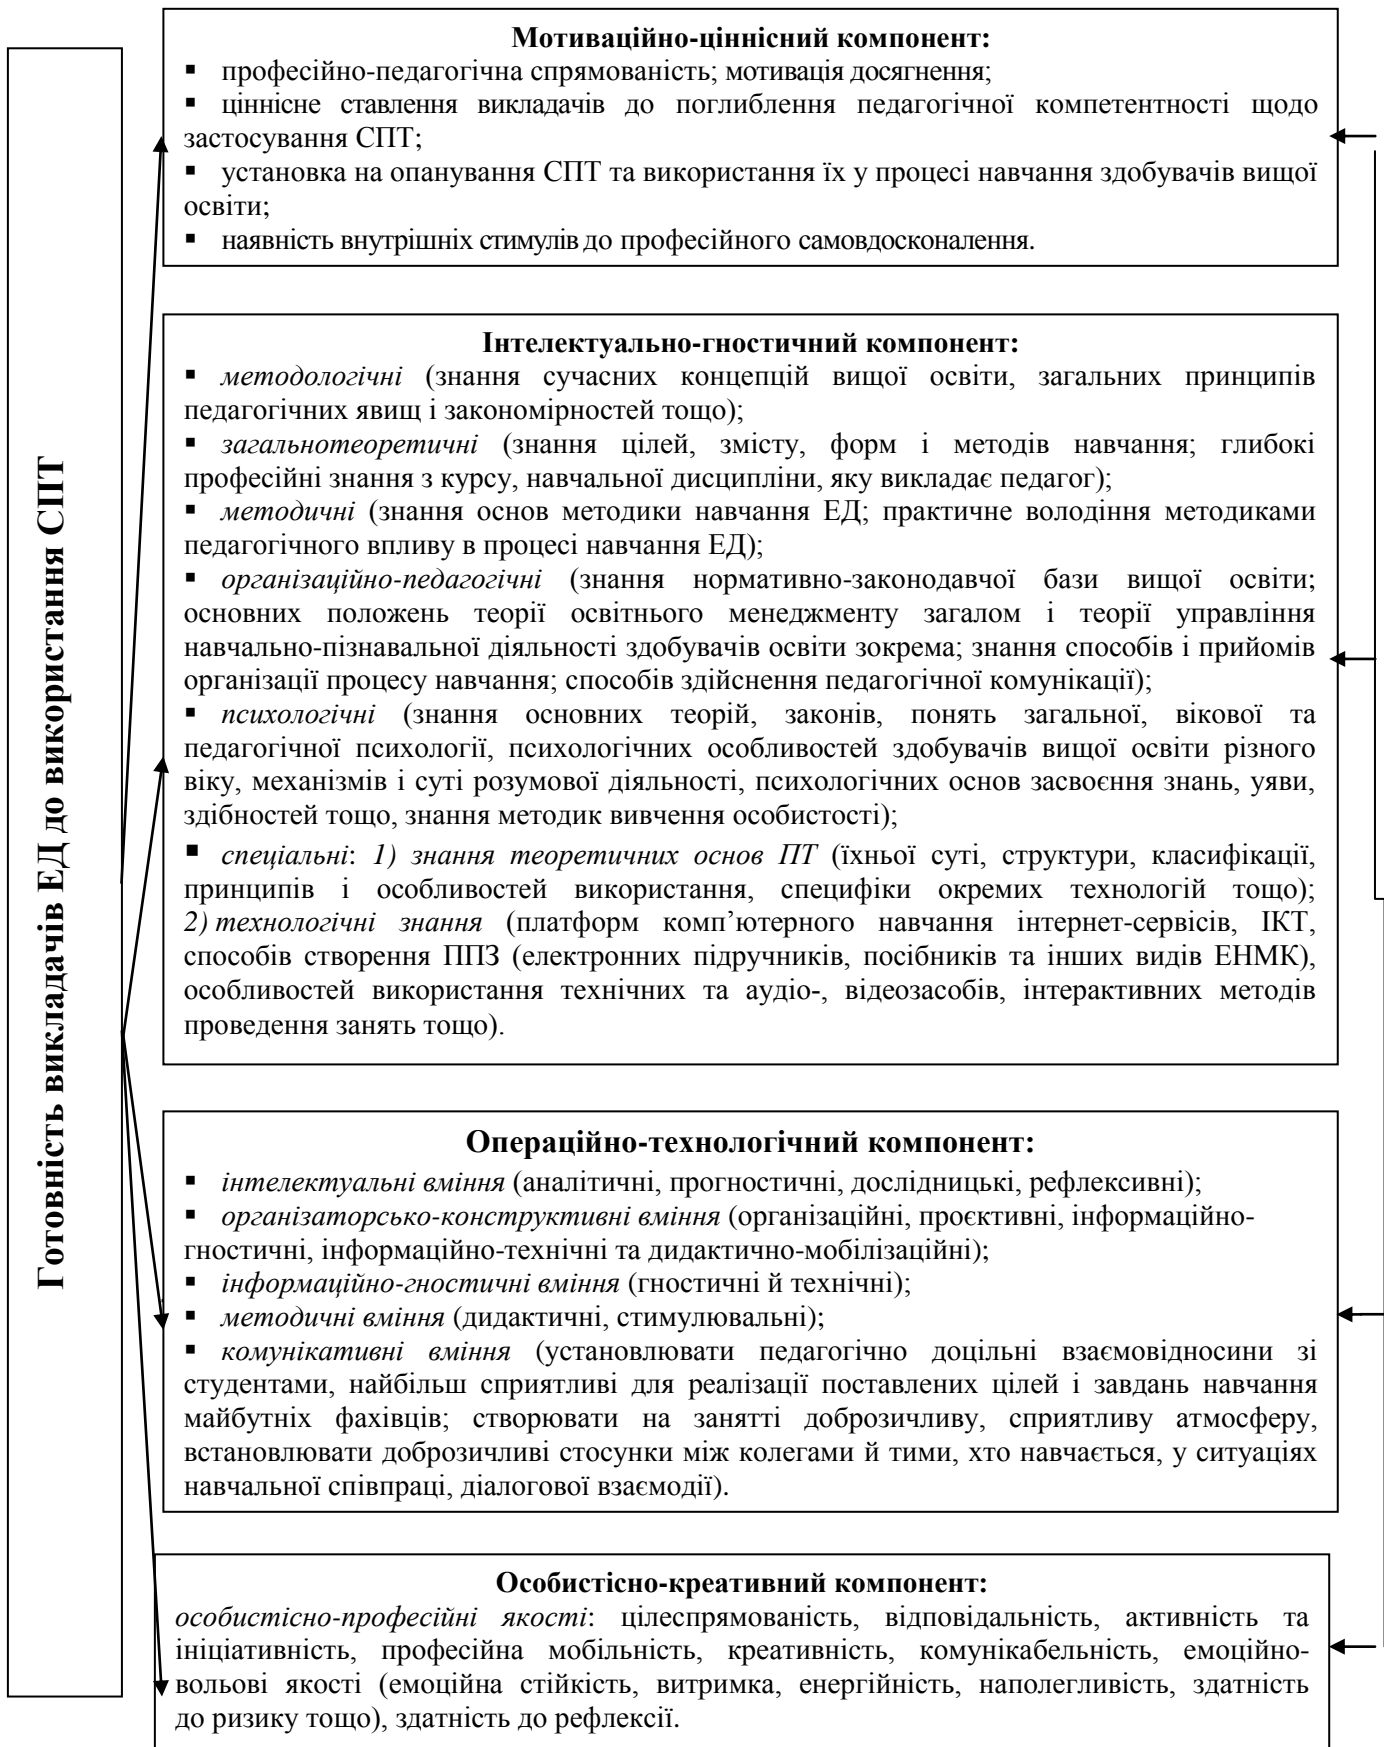 Готовність викладачів ЕД до використання СПТ
Мотиваційно-ціннісний компонент:
▪ професійно-педагогічна спрямованість; мотивація досягнення;
▪ ціннісне ставлення викладачів до поглиблення педагогічної компетентності щодо
застосування СПТ;
▪ установка на опанування СПТ та використання їх у процесі навчання здобувачів вищої
освіти;
▪ наявність внутрішніх стимулів до професійного самовдосконалення.
Інтелектуально-гностичний компонент:
▪ методологічні (знання сучасних концепцій вищої освіти, загальних принципів
педагогічних явищ і закономірностей тощо);
▪ загальнотеоретичні (знання цілей, змісту, форм і методів навчання; глибокі
професійні знання з курсу, навчальної дисципліни, яку викладає педагог);
▪ методичні (знання основ методики навчання ЕД; практичне володіння методиками
педагогічного впливу в процесі навчання ЕД);
▪ організаційно-педагогічні (знання нормативно-законодавчої бази вищої освіти;
основних положень теорії освітнього менеджменту загалом і теорії управління
навчально-пізнавальної діяльності здобувачів освіти зокрема; знання способів і прийомів
організації процесу навчання; способів здійснення педагогічної комунікації);
▪ психологічні (знання основних теорій, законів, понять загальної, вікової та
педагогічної психології, психологічних особливостей здобувачів вищої освіти різного
віку, механізмів і суті розумової діяльності, психологічних основ засвоєння знань, уяви,
здібностей тощо, знання методик вивчення особистості);
▪ спеціальні: 1) знання теоретичних основ ПТ (їхньої суті, структури, класифікації,
принципів і особливостей використання, специфіки окремих технологій тощо);
2) технологічні знання (платформ комп’ютерного навчання інтернет-сервісів, ІКТ,
способів створення ППЗ (електронних підручників, посібників та інших видів ЕНМК),
особливостей використання технічних та аудіо-, відеозасобів, інтерактивних методів
проведення занять тощо).
Операційно-технологічний компонент:
▪ інтелектуальні вміння (аналітичні, прогностичні, дослідницькі, рефлексивні);
▪ організаторсько-конструктивні вміння (організаційні, проєктивні, інформаційно-
гностичні, інформаційно-технічні та дидактично-мобілізаційні);
▪ інформаційно-гностичні вміння (гностичні й технічні);
▪ методичні вміння (дидактичні, стимулювальні);
▪ комунікативні вміння (установлювати педагогічно доцільні взаємовідносини зі
студентами, найбільш сприятливі для реалізації поставлених цілей і завдань навчання
майбутніх фахівців; створювати на занятті доброзичливу, сприятливу атмосферу,
встановлювати доброзичливі стосунки між колегами й тими, хто навчається, у ситуаціях
навчальної співпраці, діалогової взаємодії).
Особистісно-креативний компонент:
особистісно-професійні якості: цілеспрямованість, відповідальність, активність та
ініціативність, професійна мобільність, креативність, комунікабельність, емоційно-
вольові якості (емоційна стійкість, витримка, енергійність, наполегливість, здатність
до ризику тощо), здатність до рефлексії.